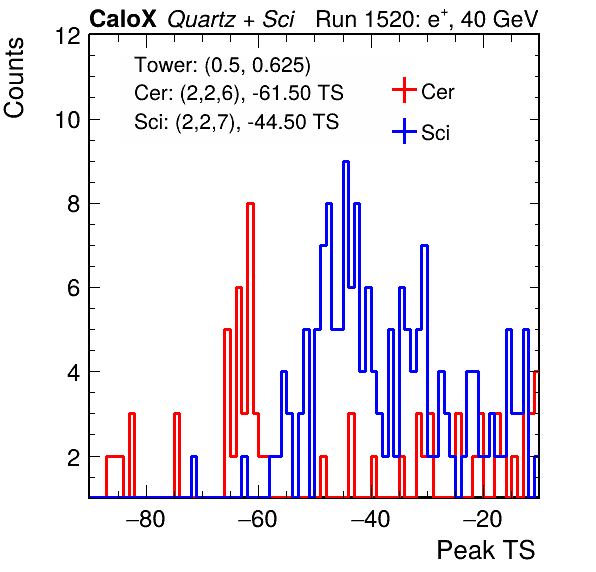 CaloX Quartz + Sci Run 1520: e+, 40 GeV
Counts
12
10
8
6
4
2
Tower: (0.5, 0.625)
Cer: (2,2,6), -61.50 TS
Sci: (2,2,7), -44.50 TS
Cer
Sci
−80 −60 −40 −20
Peak TS